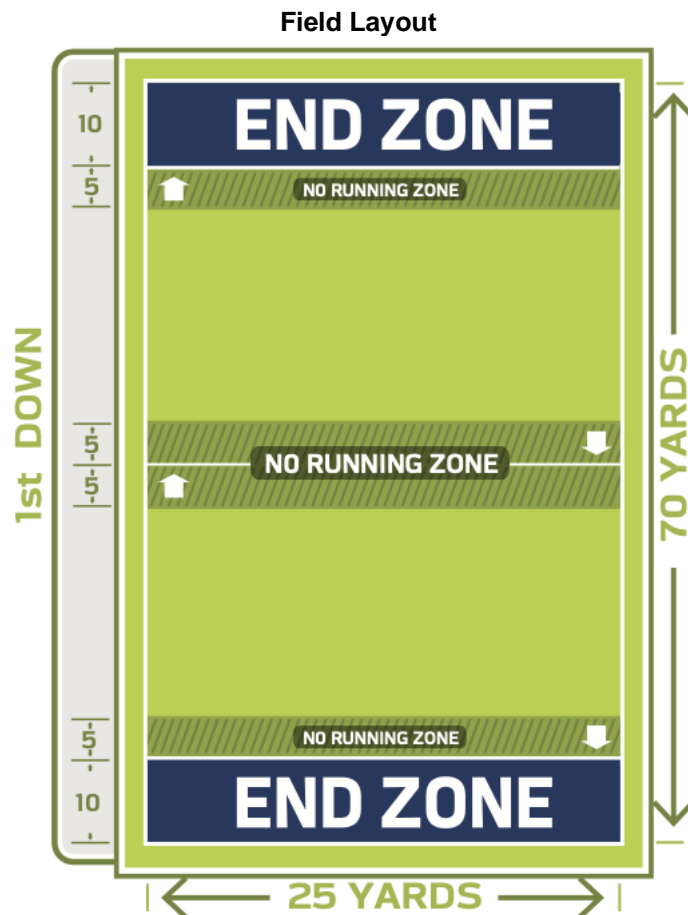 Field Layout
END ZONE
10
5
NO RUNNING ZONE
1st DOWN
70 YARDS
5
NO RUNNING ZONE
5
5
NO RUNNING ZONE
10
END ZONE
25 YARDS